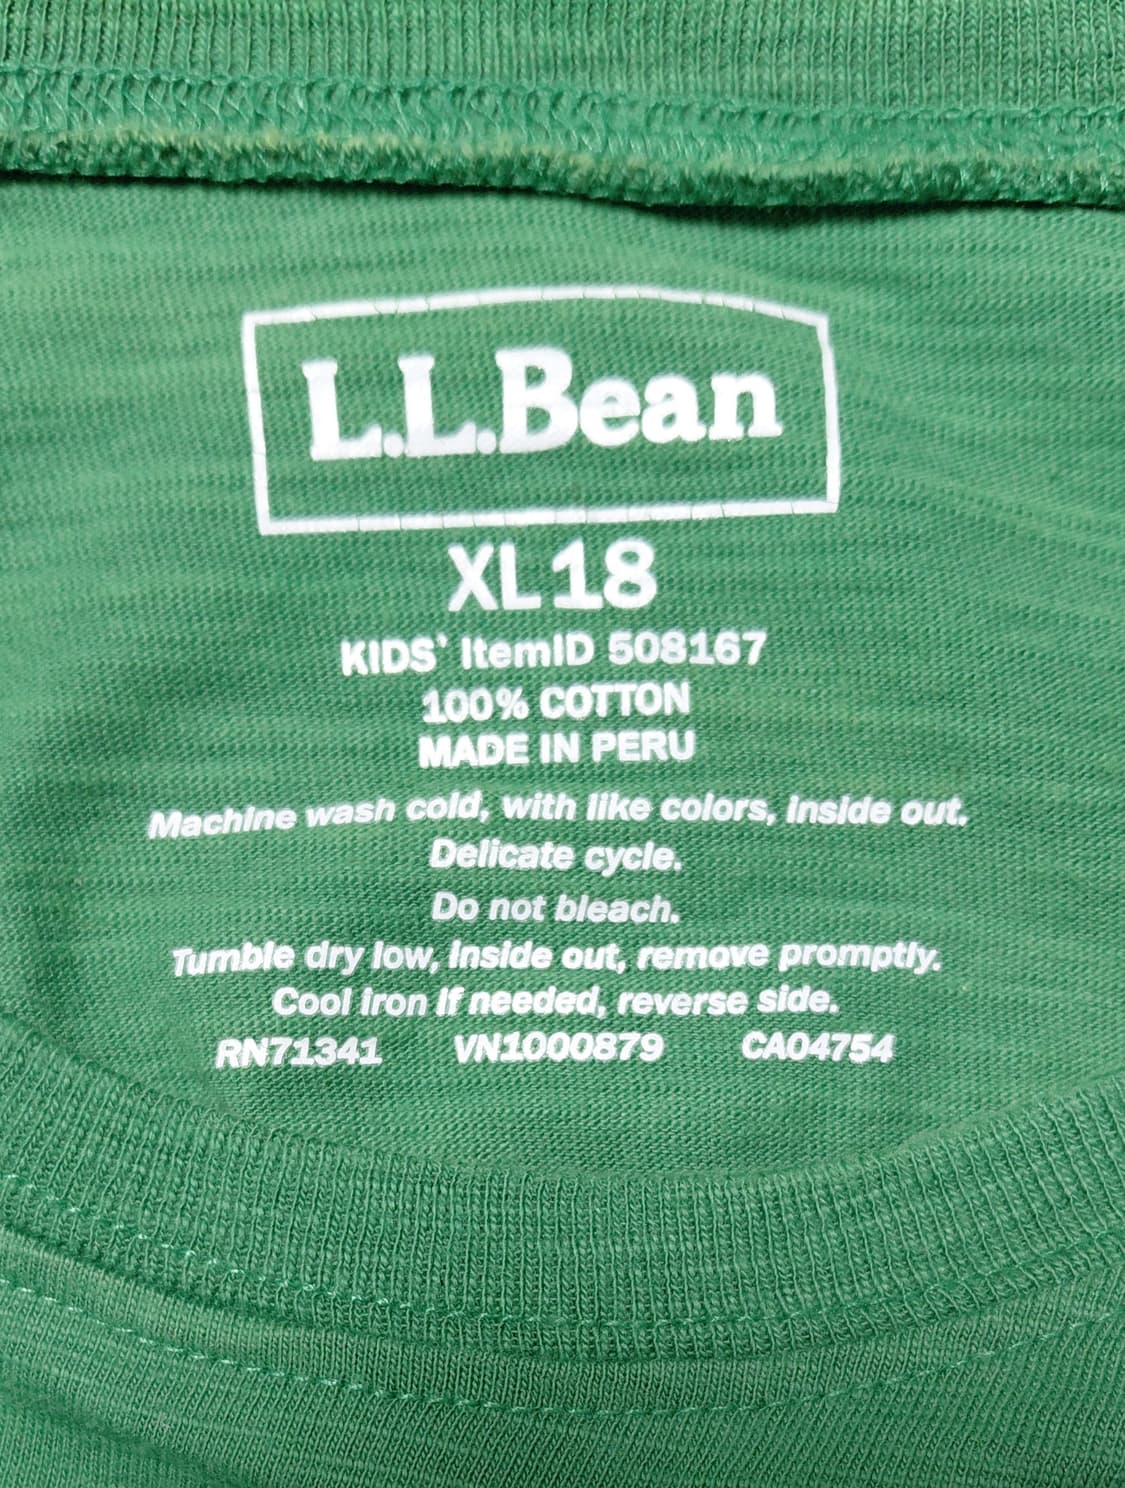 L.L.Bean
XL 18
KIDS' ItemID 508167
100% COTTON
MADE IN PERU
Machine wash cold, with like colors, inside out.
Delicate cycle.
Do not bleach.
Tumble dry low, inside out, remove promptly.
Cool iron if needed, reverse side.
RN71341 VN1000879 CA04754